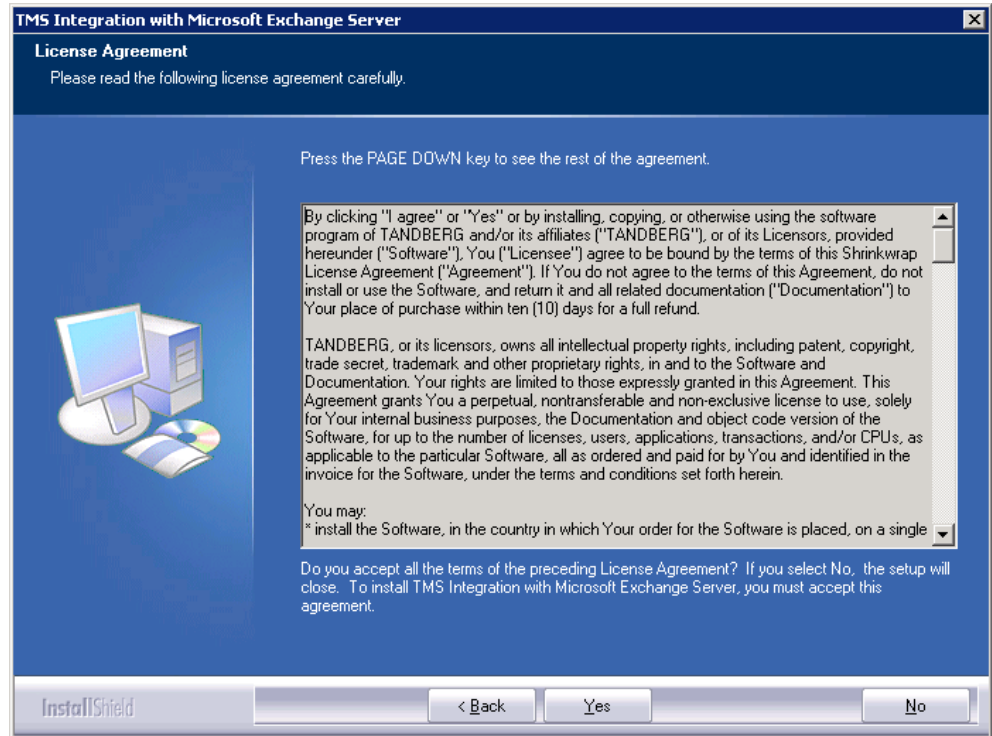 TMS Integration with Microsoft Exchange Server
License Agreement
Please read the following license agreement carefully.
Press the PAGE DOWN key to see the rest of the agreement.
By clicking "I agree" or "Yes" or by installing, copying, or otherwise using the software
program of TANDBERG and/or its affiliates ("TANDBERG"), or of its Licensors, provided
hereunder ("Software"), You ("Licensee") agree to be bound by the terms of this Shrinkwrap
License Agreement ("Agreement"). If You do not agree to the terms of this Agreement, do not
install or use the Software, and return it and all related documentation ("Documentation") to
Your place of purchase within ten (10) days for a full refund.
TANDBERG, or its licensors, owns all intellectual property rights, including patent, copyright,
trade secret, trademark and other proprietary rights, in and to the Software and
Documentation. Your rights are limited to those expressly granted in this Agreement. This
Agreement grants You a perpetual, nontransferable and non-exclusive license to use, solely
for Your internal business purposes, the Documentation and object code version of the
Software, for up to the number of licenses, users, applications, transactions, and/or CPUs, as
applicable to the particular Software, all as ordered and paid for by You and identified in the
invoice for the Software, under the terms and conditions set forth herein.
You may:
* install the Software, in the country in which Your order for the Software is placed, on a single
Do you accept all the terms of the preceding License Agreement? If you select No, the setup will
close. To install TMS Integration with Microsoft Exchange Server, you must accept this
agreement.
InstallShield
< Back
Yes
No